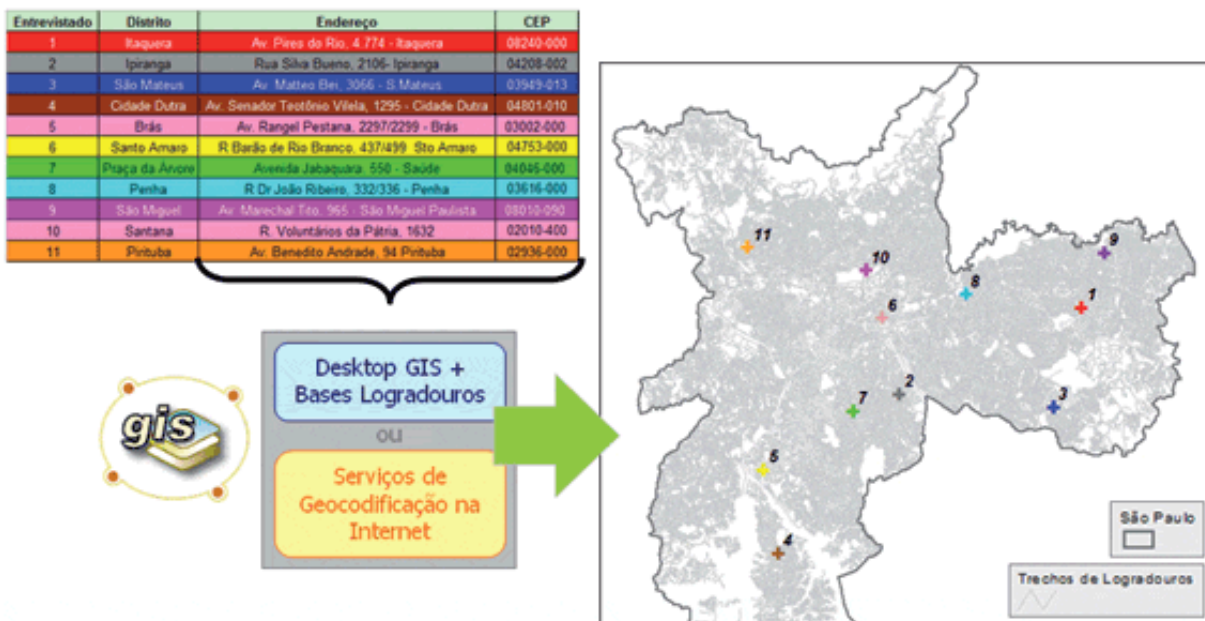 Entrevistado Distrito Endereço CEP
1 Itaquera Av. Pires do Rio, 4.774 - Itaquera 08240-000
2 Ipiranga Rua Silva Bueno, 2106- Ipiranga 04208-002
3 São Mateus Av. Matteo Bei, 3066 - S Mateus 03949-013
4 Cidade Dutra Av. Senador Teotônio Vilela, 1295 - Cidade Dutra 04801-010
5 Brás Av. Rangel Pestana, 2297/2299 - Brás 03002-000
6 Santo Amaro R Barão de Rio Branco, 437/499 Sto Amaro 04753-000
7 Praça da Árvore Avenida Jabaquara, 550 - Saúde 04046-000
8 Penha R Dr João Ribeiro, 332/336 - Penha 03616-000
9 São Miguel Av. Marechal Tito, 965 - São Miguel Paulista 08010-090
10 Santana R. Voluntários da Pátria, 1632 02010-400
11 Pirituba Av. Benedito Andrade, 94 Pirituba 02936-000
gis
Desktop GIS +
Bases Logradouros
ou
Serviços de
Geocodificação na
Internet
11
10
9
8
1
6
2
7
3
5
4
São Paulo
Trechos de Logradouros